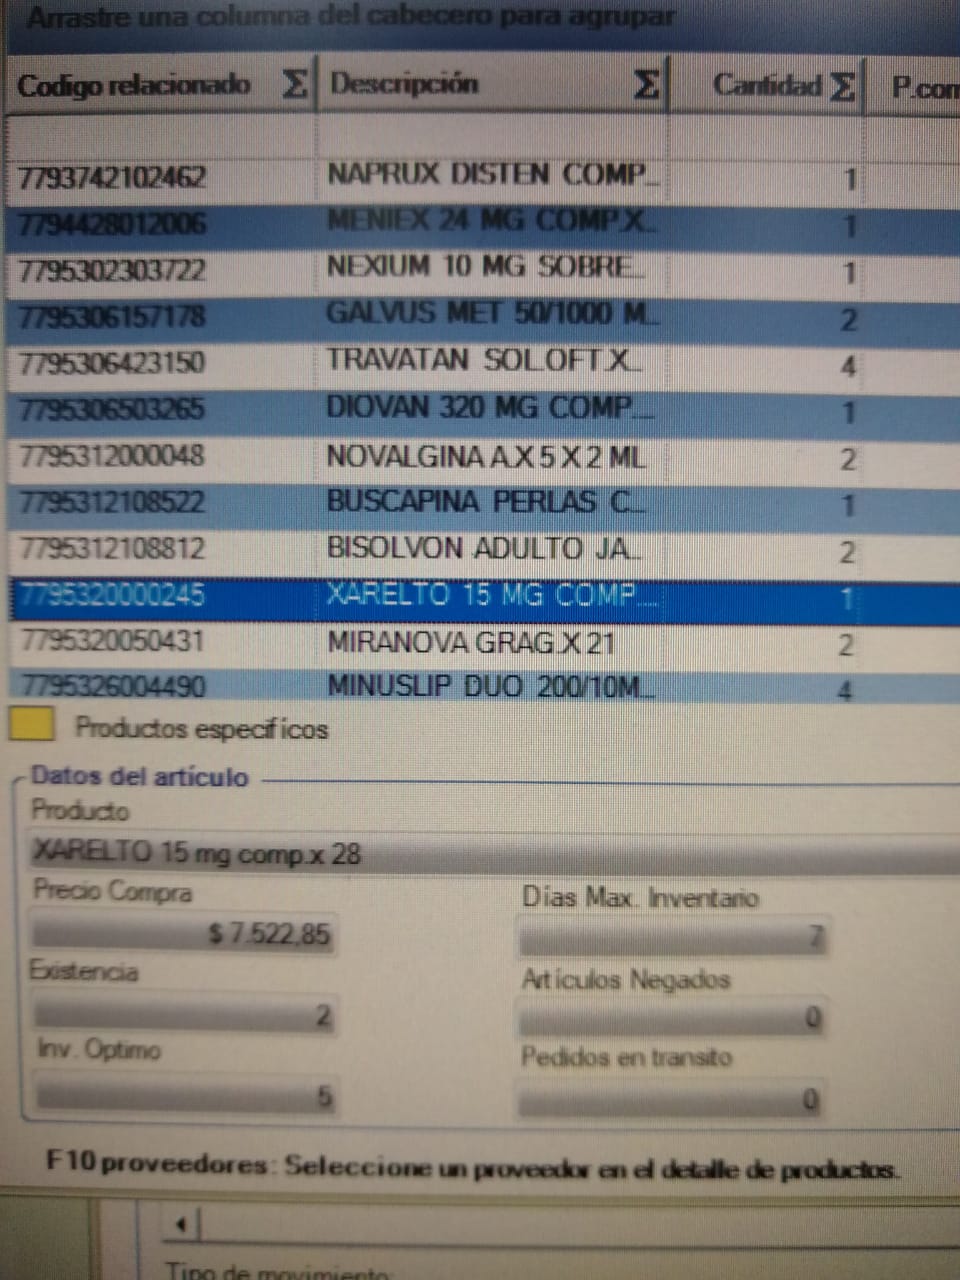 Arrastre una columna del cabecero para agrupar
Codigo relacionado Σ Descripción Σ Cantidad Σ P.com
7793742102462 NAPRUX DISTEN COMP... 1
7794428012006 MENIEX 24 MG COMP.X... 1
7795302303722 NEXIUM 10 MG SOBRE... 1
7795306157178 GALVUS MET 50/1000 M... 2
7795306423150 TRAVATAN SOL.OFT.X... 4
7795306503265 DIOVAN 320 MG COMP.... 1
7795312000048 NOVALGINA A.X 5 X 2 ML 2
7795312108522 BUSCAPINA PERLAS C... 1
7795312108812 BISOLVON ADULTO JA... 2
7795320000245 XARELTO 15 MG COMP.... 1
7795320050431 MIRANOVA GRAG.X 21 2
7795326004490 MINUSLIP DUO 200/10M... 4
Productos especificos
Datos del artículo
Producto
XARELTO 15 mg comp.x 28
Precio Compra Días Max. Inventario
$ 7.522,85 7
Existencia Artículos Negados
2 0
Inv. Optimo Pedidos en transito
5 0
F10 proveedores: Seleccione un proveedor en el detalle de productos.
Tipo de movimiento: